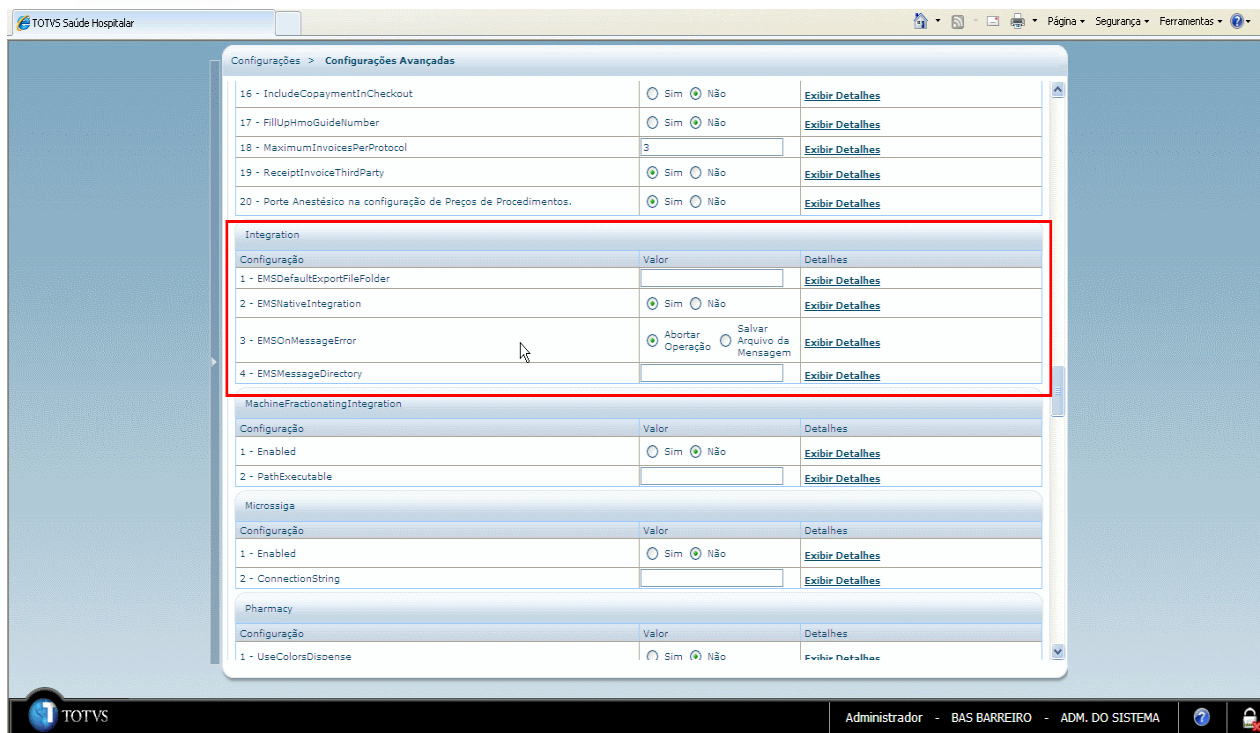 TOTVS Saúde Hospitalar
Página Segurança Ferramentas
Configurações > Configurações Avançadas
16 - IncludeCopaymentInCheckout Sim Não Exibir Detalhes
17 - FillUpHmoGuideNumber Sim Não Exibir Detalhes
18 - MaximumInvoicesPerProtocol 3 Exibir Detalhes
19 - ReceiptInvoiceThirdParty Sim Não Exibir Detalhes
20 - Porte Anestésico na configuração de Preços de Procedimentos. Sim Não Exibir Detalhes
Integration
Configuração Valor Detalhes
1 - EMSDefaultExportFileFolder Exibir Detalhes
2 - EMSNativeIntegration Sim Não Exibir Detalhes
3 - EMSOnMessageError Abortar Operação Salvar Arquivo da Mensagem Exibir Detalhes
4 - EMSMessageDirectory Exibir Detalhes
MachineFractionatingIntegration
Configuração Valor Detalhes
1 - Enabled Sim Não Exibir Detalhes
2 - PathExecutable Exibir Detalhes
Microssiga
Configuração Valor Detalhes
1 - Enabled Sim Não Exibir Detalhes
2 - ConnectionString Exibir Detalhes
Pharmacy
Configuração Valor Detalhes
1 - UseColorsDispense Sim Não Exibir Detalhes
TOTVS
Administrador - BAS BARREIRO - ADM. DO SISTEMA